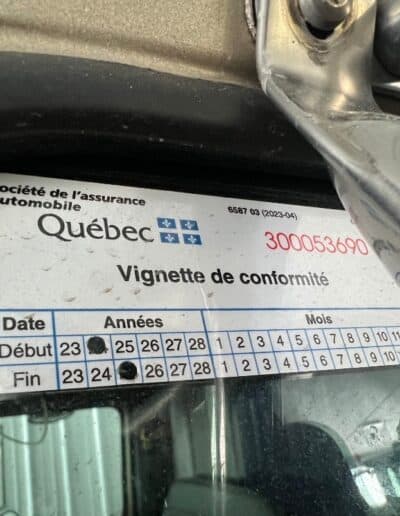 ociété de l'assurance
utomobile
6587 03 (2023-04)
Québec
300053690
Vignette de conformité
Date Années Mois
Début 23 25 26 27 28 1 2 3 4 5 6 7 8 9 10 11
Fin 23 24 26 27 28 1 2 3 4 5 6 7 8 9 10